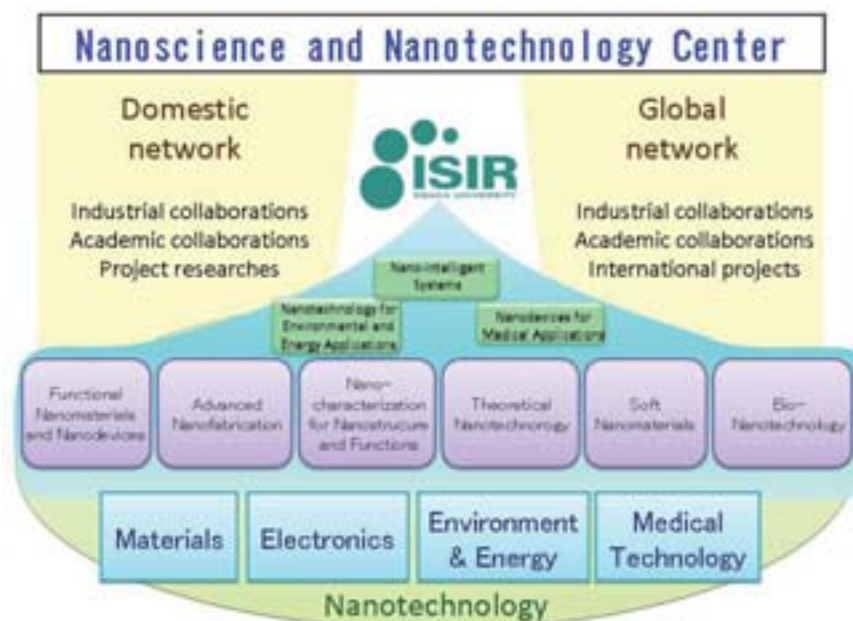 Nanoscience and Nanotechnology Center
Domestic
network
Industrial collaborations
Academic collaborations
Project researches
ISIR
OSAKA UNIVERSITY
Global
network
Industrial collaborations
Academic collaborations
International projects
Nano-Intelligent
Systems
Nanotechnology for
Environmental and
Energy Applications
Nanodevices for
Medical Applications
Functional
Nanomaterials
and Nanodevices
Advanced
Nanofabrication
Nano-
characterization
for Nanostrucure
and Functions
Theoretical
Nanotechnorogy
Soft
Nanomaterials
Bio-
Nanotechnology
Materials
Electronics
Environment
& Energy
Medical
Technology
Nanotechnology